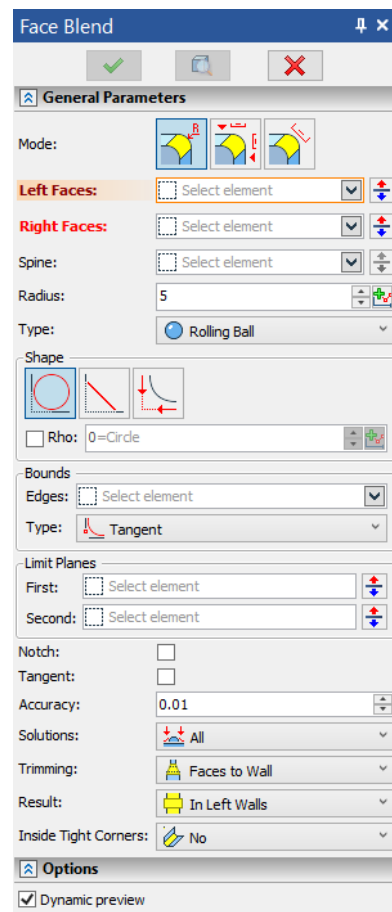 Face Blend
General Parameters
Mode:
R
Left Faces: Select element
Right Faces: Select element
Spine: Select element
Radius: 5
Type: Rolling Ball
Shape
Rho: 0=Circle
Bounds
Edges: Select element
Type: Tangent
Limit Planes
First: Select element
Second: Select element
Notch:
Tangent:
Accuracy: 0.01
Solutions: All
Trimming: Faces to Wall
Result: In Left Walls
Inside Tight Corners: No
Options
Dynamic preview